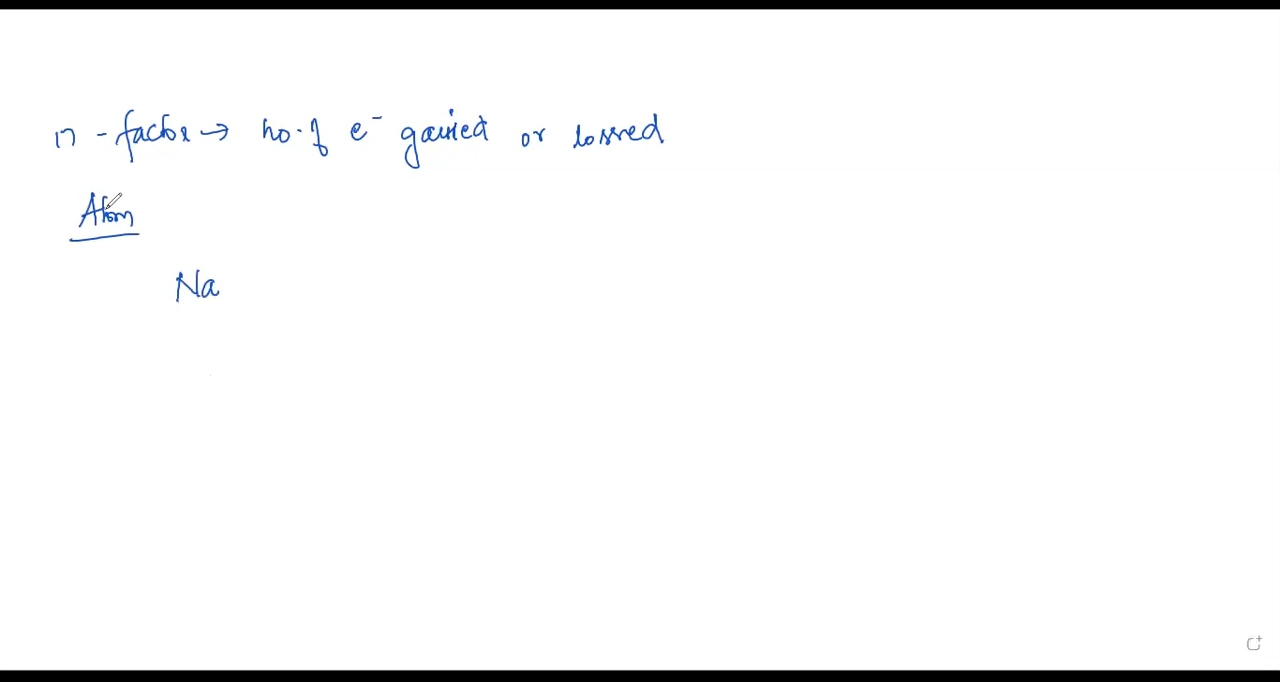 n-factor → no. of e⁻ gained or lossed
Atom
Na